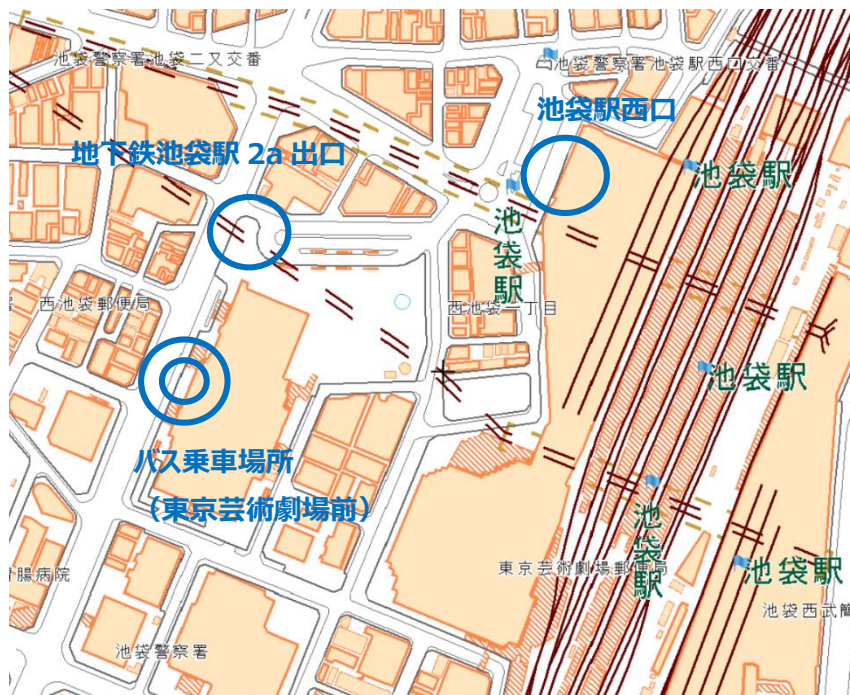 池袋警察署池袋二又交番
池袋警察署池袋駅西口交番
池袋駅西口
地下鉄池袋駅 2a 出口
池袋駅
池袋駅
西池袋郵便局
西池袋一丁目
池袋駅
バス乗車場所
（東京芸術劇場前）
池袋駅
東京芸術劇場郵便局
池袋駅
胃腸病院
池袋西武簡
池袋警察署